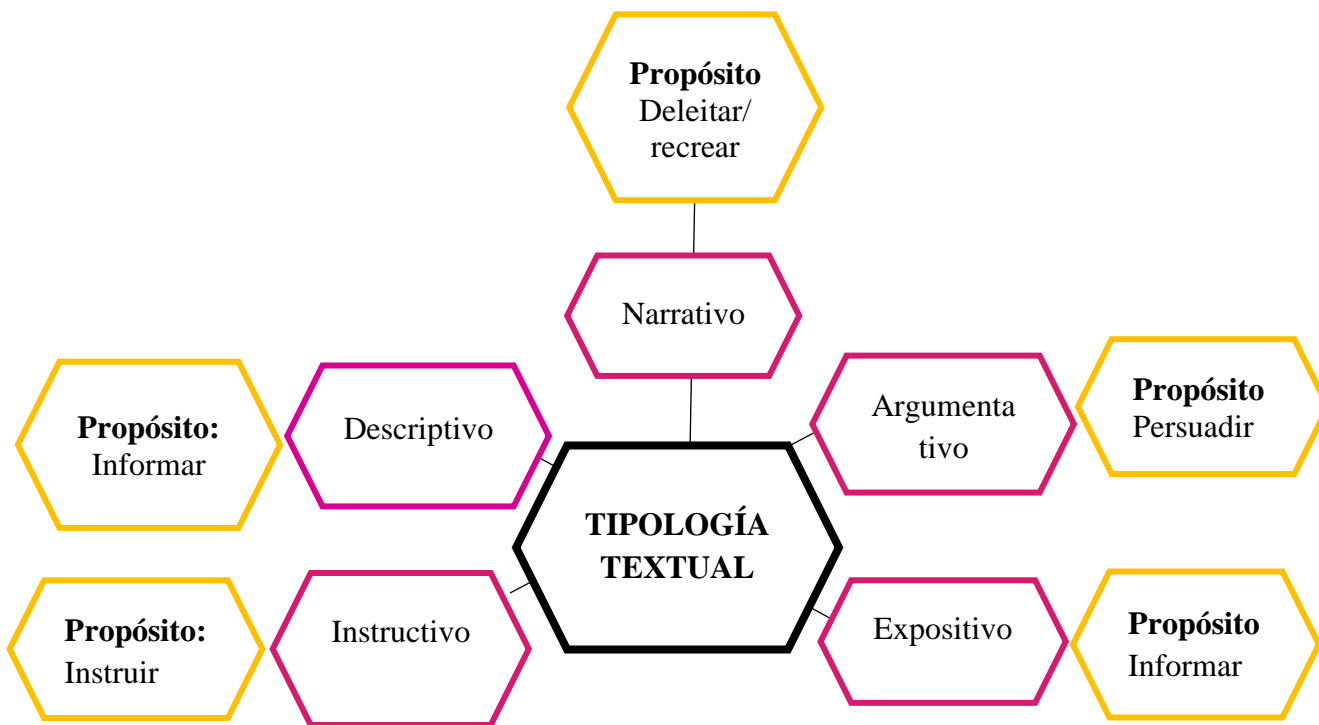 Propósito
Deleitar/
recrear
Narrativo
Propósito:
Informar
Descriptivo
Argumenta
tivo
Propósito
Persuadir
TIPOLOGÍA
TEXTUAL
Propósito:
Instruir
Instructivo
Expositivo
Propósito
Informar